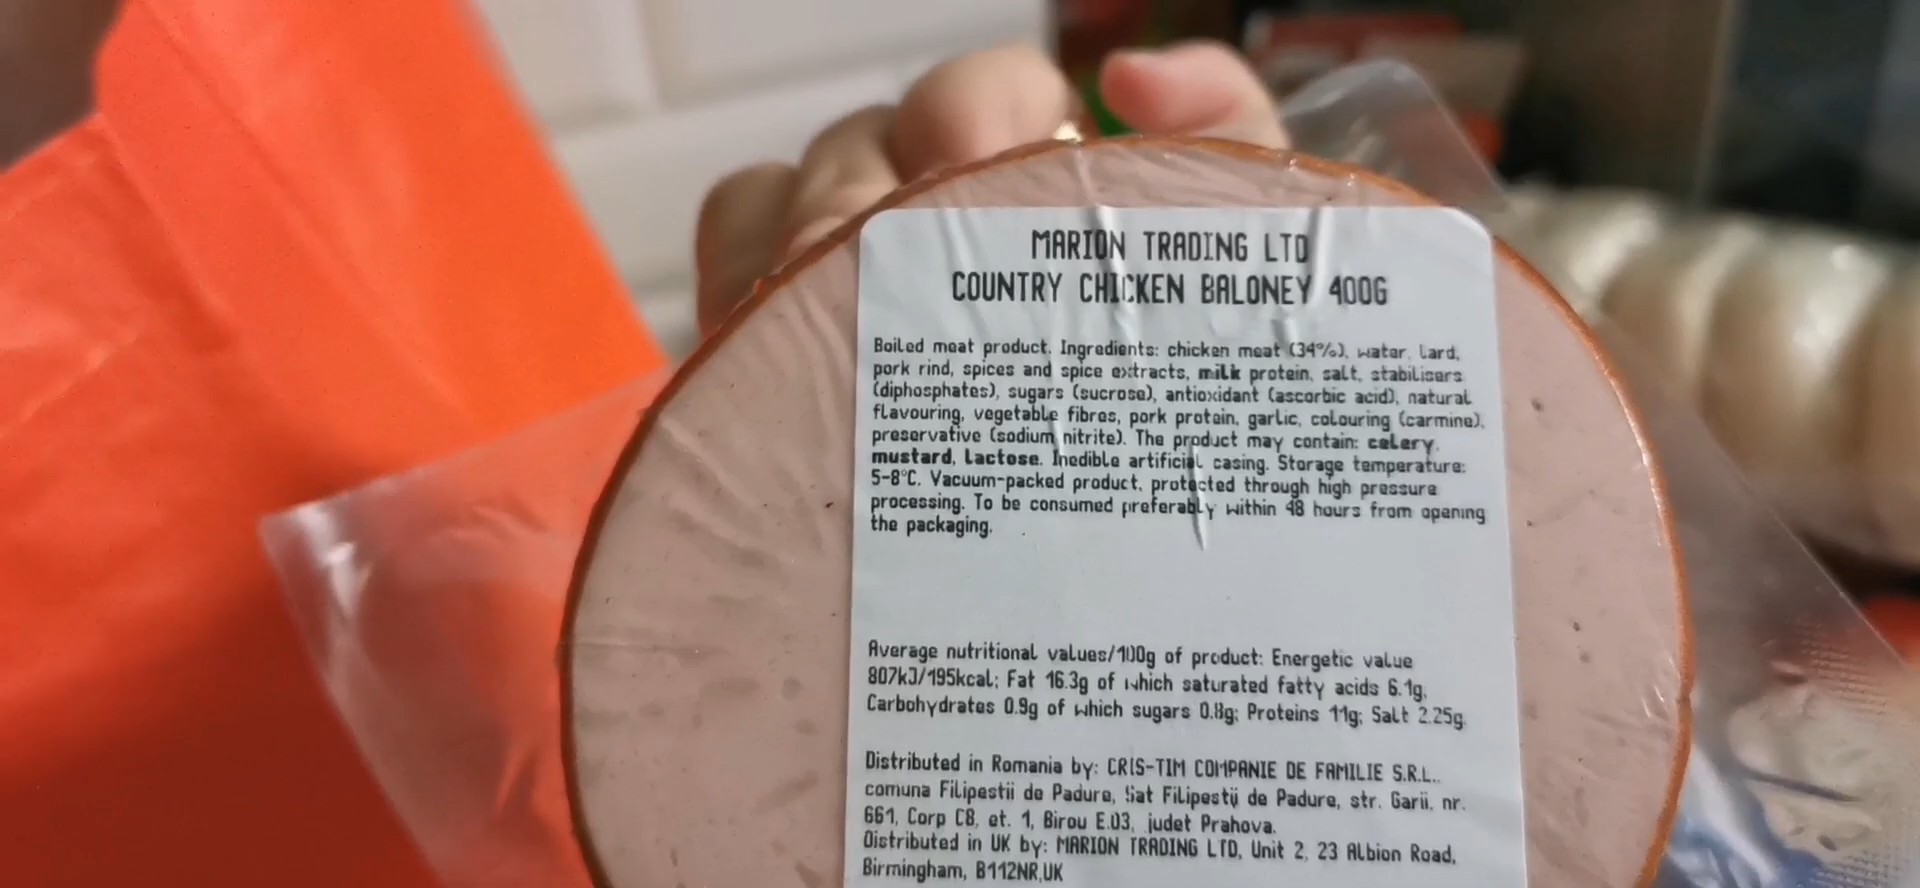 MARION TRADING LTD
COUNTRY CHICKEN BALONEY 400G
Boiled meat product. Ingredients: chicken meat (34%), water, lard,
pork rind, spices and spice extracts, milk protein, salt, stabilisers
(diphosphates), sugars (sucrose), antioxidant (ascorbic acid), natural
flavouring, vegetable fibres, pork protein, garlic, colouring (carmine),
preservative (sodium nitrite). The product may contain: celery,
mustard, Lactose. Inedible artificial casing. Storage temperature:
5-8°C. Vacuum-packed product, protected through high pressure
processing. To be consumed preferably within 48 hours from opening
the packaging.
Average nutritional values/100g of product: Energetic value
807kJ/195kcal; Fat 16.3g of which saturated fatty acids 6.1g,
Carbohydrates 0.9g of which sugars 0.8g; Proteins 11g; Salt 2.25g
Distributed in Romania by: CRIS-TIM COMPANIE DE FAMILIE S.R.L.,
comuna Filipestii de Padure, Sat Filipestii de Padure, str. Garii, nr.
661, Corp C8, et. 1, Birou E.03, judet Prahova.
Distributed in UK by: MARION TRADING LTD, Unit 2, 23 Albion Road,
Birmingham, B112NR,UK